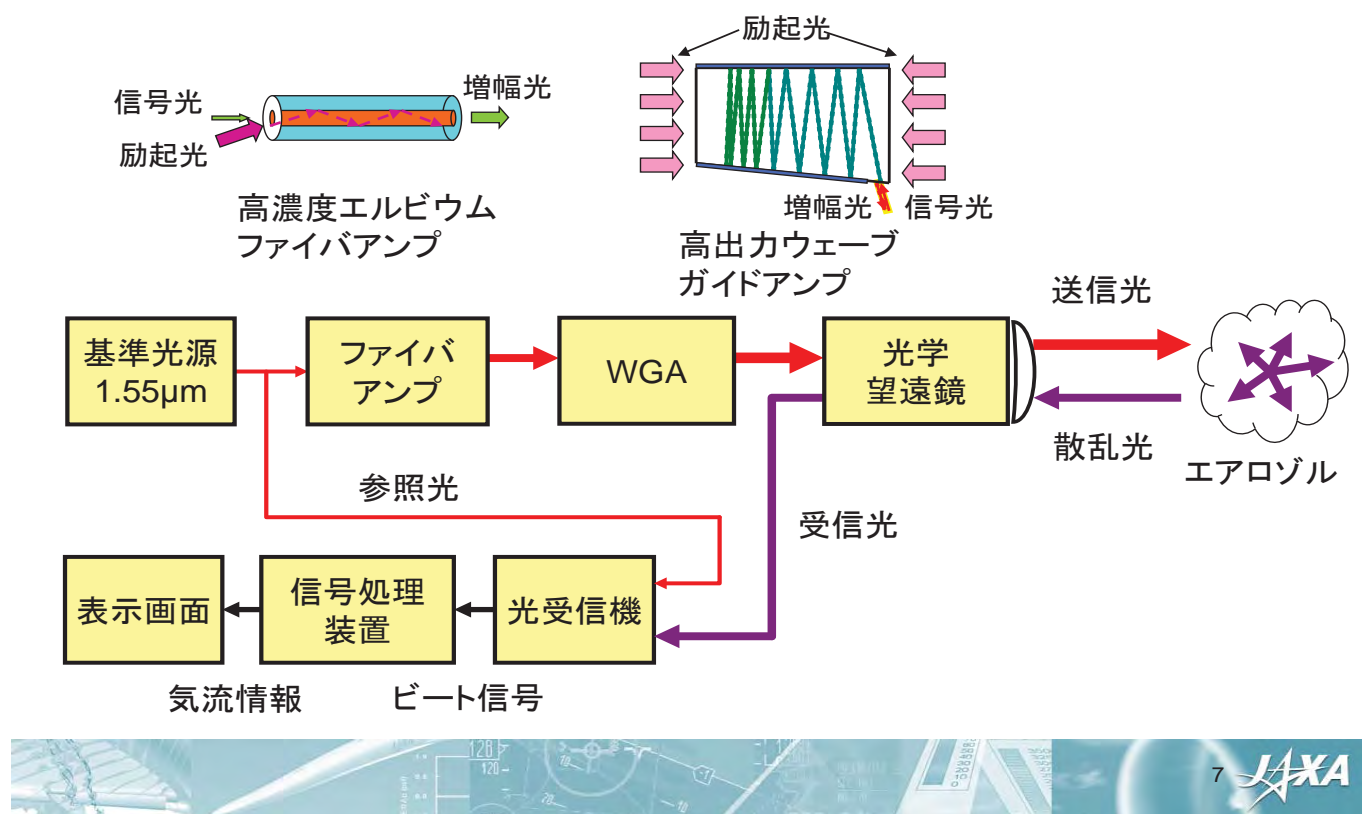 励起光
信号光
励起光
増幅光
高濃度エルビウム
ファイバアンプ
増幅光
信号光
高出力ウェーブ
ガイドアンプ
送信光
基準光源
1.55μm
ファイバ
アンプ
WGA
光学
望遠鏡
散乱光
エアロゾル
参照光
受信光
表示画面
信号処理
装置
光受信機
気流情報
ビート信号
7
JAXA